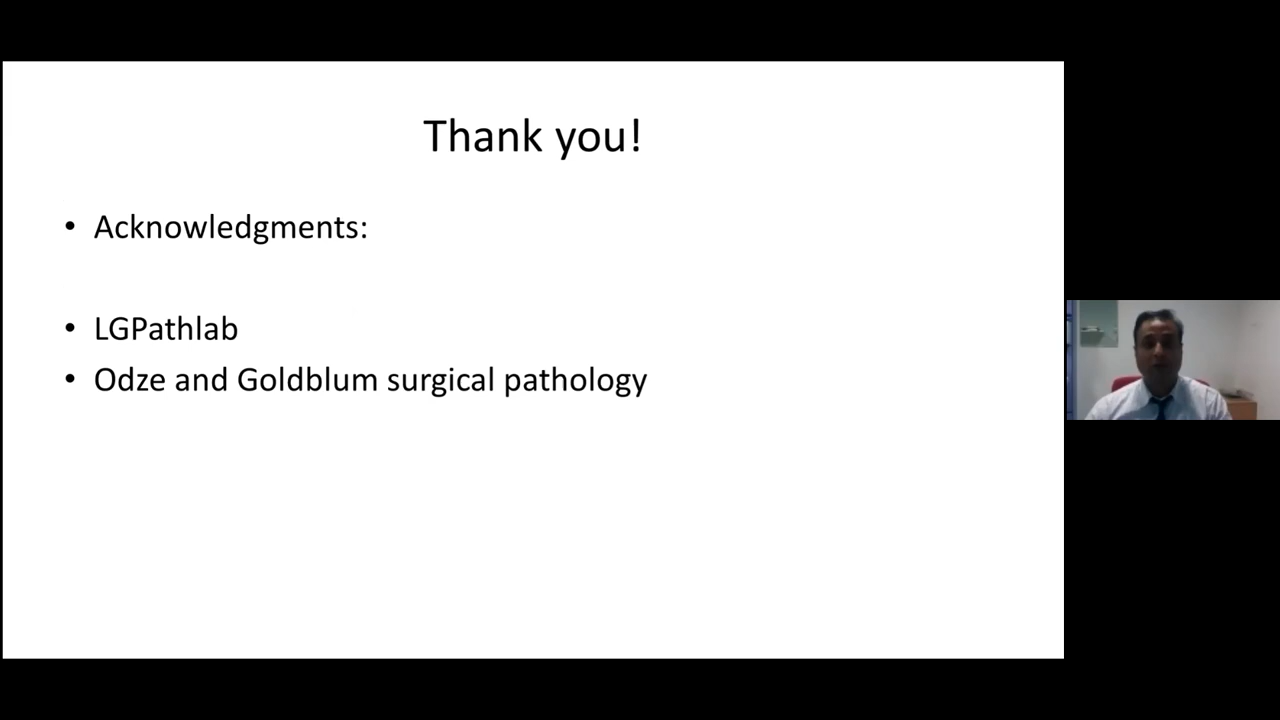 Thank you!
• Acknowledgments:
• LGPathlab
• Odze and Goldblum surgical pathology